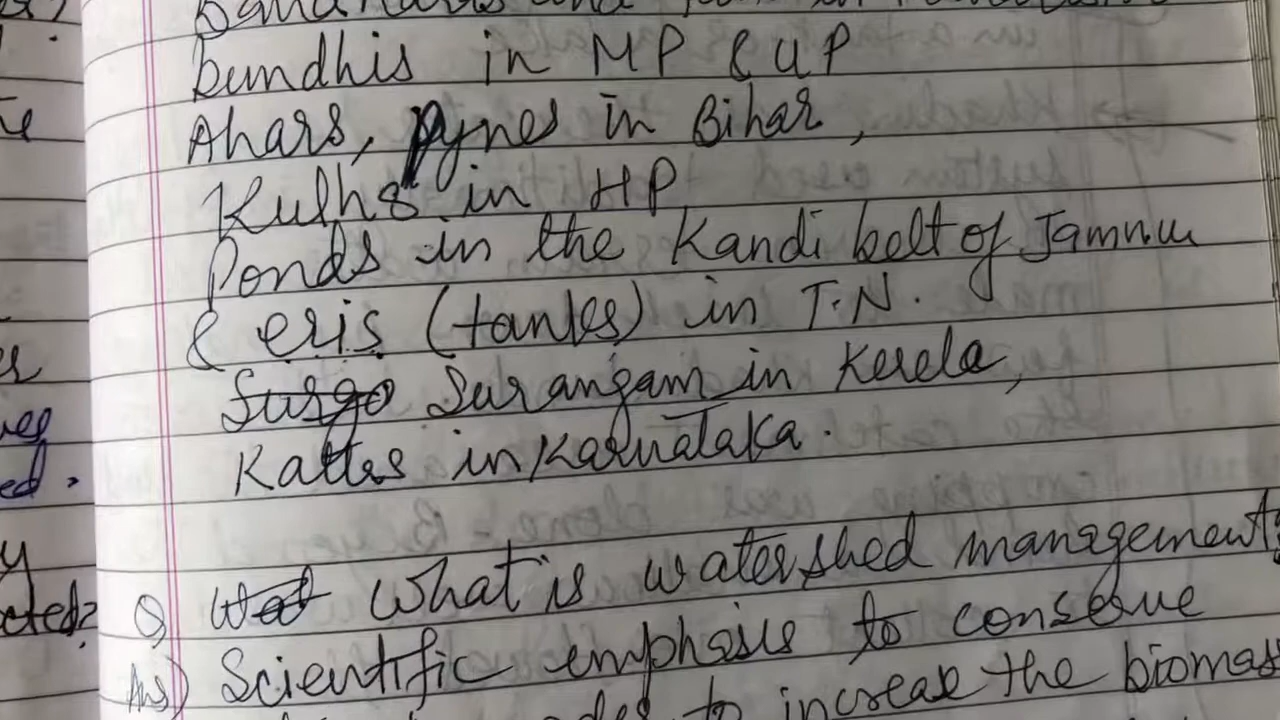 bundhis in MP & UP
Ahars, Pynes in Bihar,
Kulhs in HP
Ponds in the Kandi belt of Jammu
& eris (tanks) in T.N.
Surangam in Kerela,
Kattas in Karnataka.
Q What is watershed management
Ans) Scientific emphasis to conserve
to increase the biomas